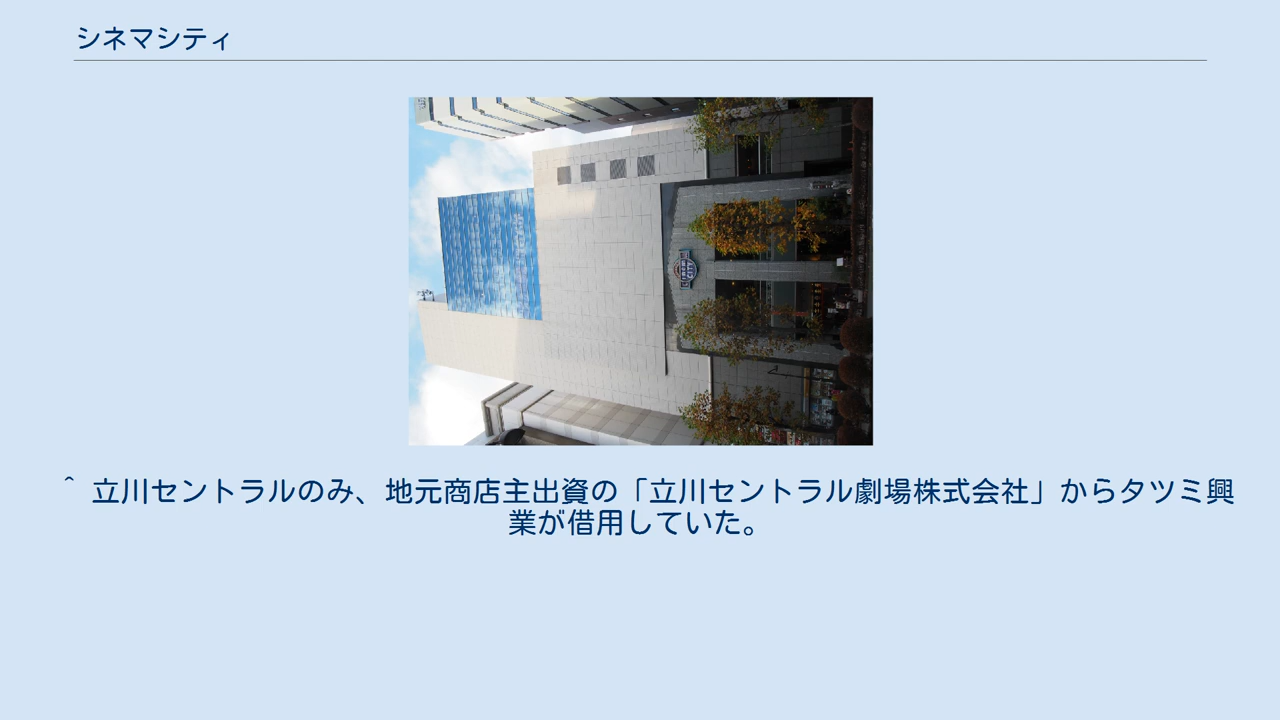 シネマシティ
CINEMA
CITY
^ 立川セントラルのみ、地元商店主出資の「立川セントラル劇場株式会社」からタツミ興
業が借用していた。